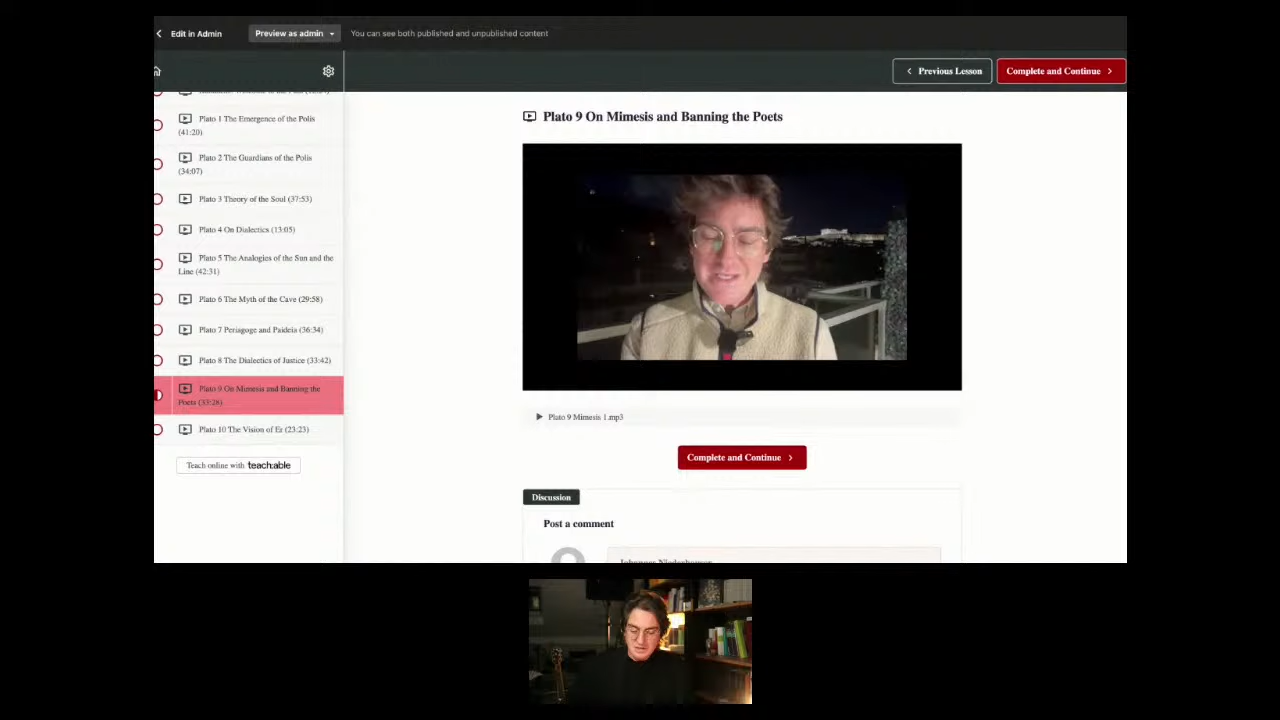 Edit in Admin
Preview as admin
You can see both published and unpublished content
Previous Lesson
Complete and Continue
Plato 1 The Emergence of the Polis
(41:20)
Plato 2 The Guardians of the Polis
(34:07)
Plato 3 Theory of the Soul (37:53)
Plato 4 On Dialectics (13:05)
Plato 5 The Analogies of the Sun and the
Line (42:31)
Plato 6 The Myth of the Cave (29:58)
Plato 7 Periagoge and Paideia (36:34)
Plato 8 The Dialectics of Justice (33:42)
Plato 9 On Mimesis and Banning the
Poets (33:28)
Plato 10 The Vision of Er (23:23)
Teach online with teach:able
Plato 9 On Mimesis and Banning the Poets
Plato 9 Mimesis 1.mp3
Complete and Continue
Discussion
Post a comment